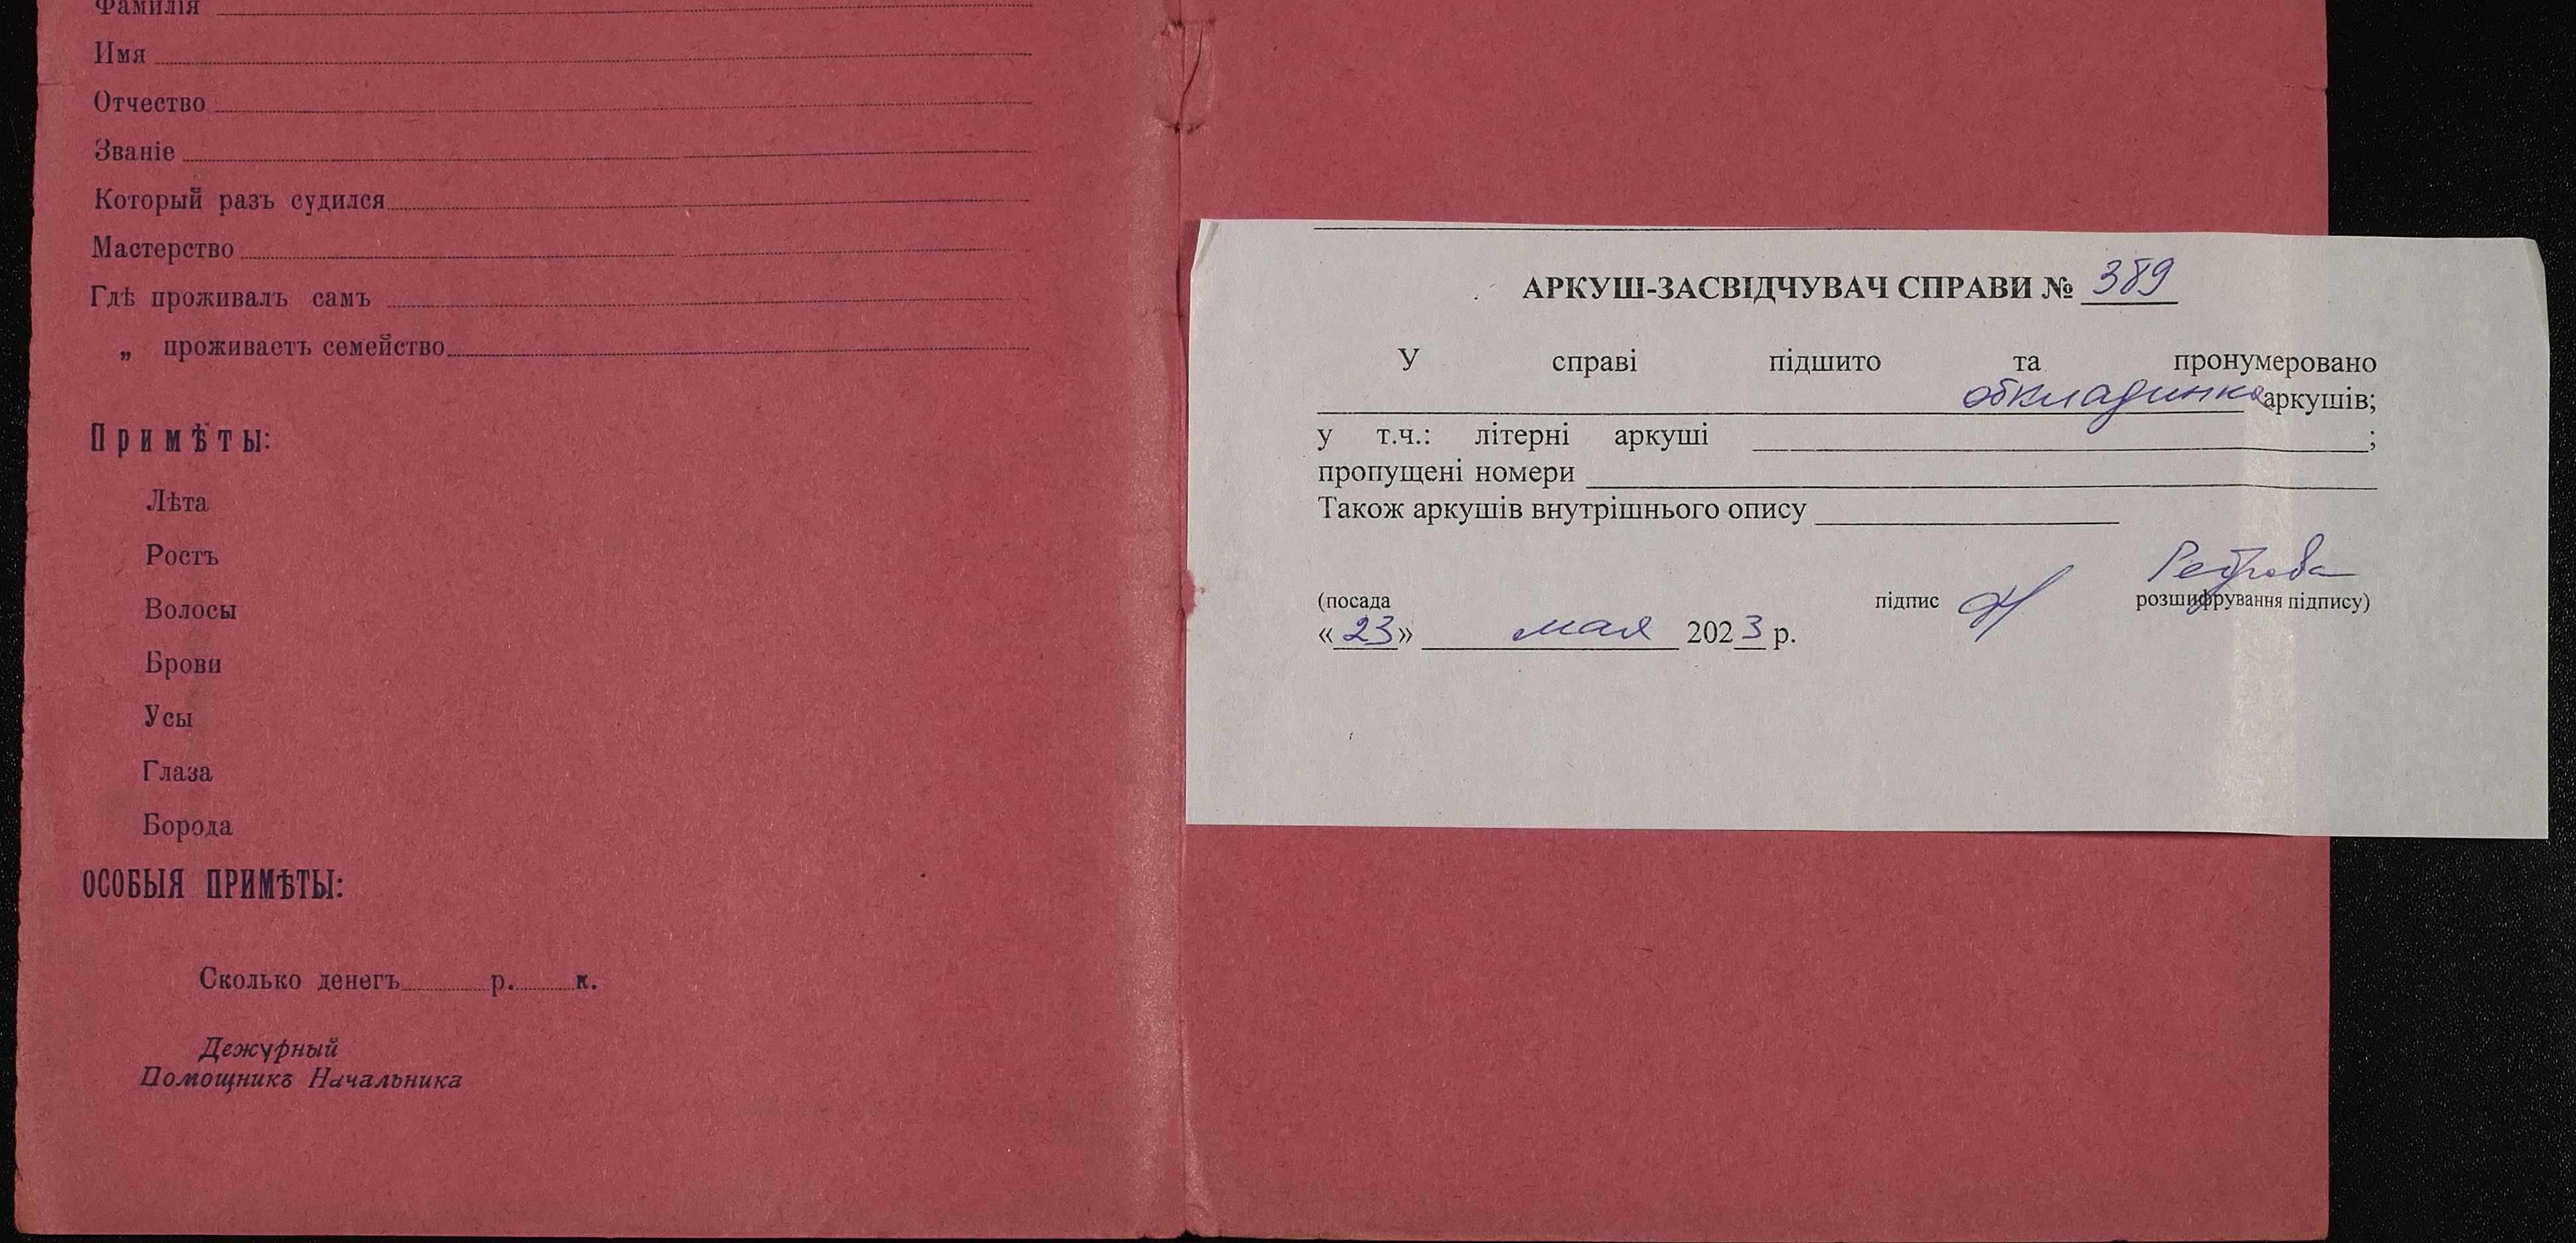 Фамилія
Имя
Отчество
Званіе
Который разъ судился
Мастерство
Гдѣ проживалъ самъ
„ проживаетъ семейство
Примѣты:
Лѣта
Ростъ
Волосы
Брови
Усы
Глаза
Борода
ОСОБЫЯ ПРИМѢТЫ:
Сколько денегъ р. к.
Дежурный
Помощникъ Начальника
АРКУШ-ЗАСВІДЧУВАЧ СПРАВИ № 389
У справі підшито та пронумеровано
обкладинка аркушів;
у т.ч.: літерні аркуші ;
пропущені номери
Також аркушів внутрішнього опису
(посада підпис розшифрування підпису)
«23» мая 2023 р.